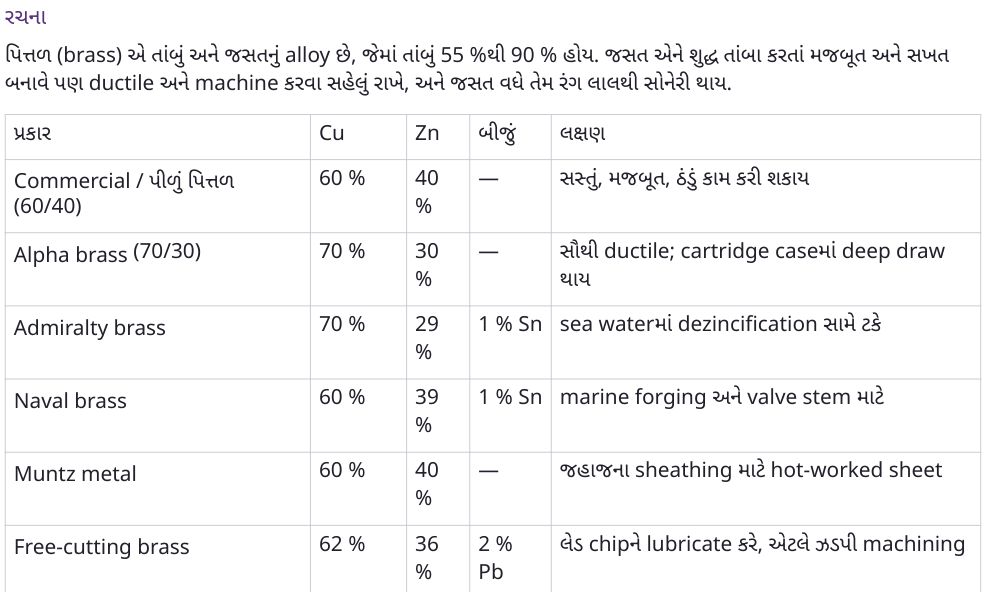 રચના
પિત્તળ (brass) એ તાંબું અને જસતનું alloy છે, જેમાં તાંબું 55 %થી 90 % હોય. જસત એને શુદ્ધ તાંબા કરતાં મજબૂત અને સખત
બનાવે પણ ductile અને machine કરવા સહેલું રાખે, અને જસત વધે તેમ રંગ લાલથી સોનેરી થાય.
પ્રકાર Cu Zn બીજું લક્ષણ
Commercial / પીળું પિત્તળ (60/40) 60 % 40 % — સસ્તું, મજબૂત, ઠંડું કામ કરી શકાય
Alpha brass (70/30) 70 % 30 % — સૌથી ductile; cartridge caseમાં deep draw થાય
Admiralty brass 70 % 29 % 1 % Sn sea waterમાં dezincification સામે ટકે
Naval brass 60 % 39 % 1 % Sn marine forging અને valve stem માટે
Muntz metal 60 % 40 % — જહાજના sheathing માટે hot-worked sheet
Free-cutting brass 62 % 36 % 2 % Pb લેડ chipને lubricate કરે, એટલે ઝડપી machining